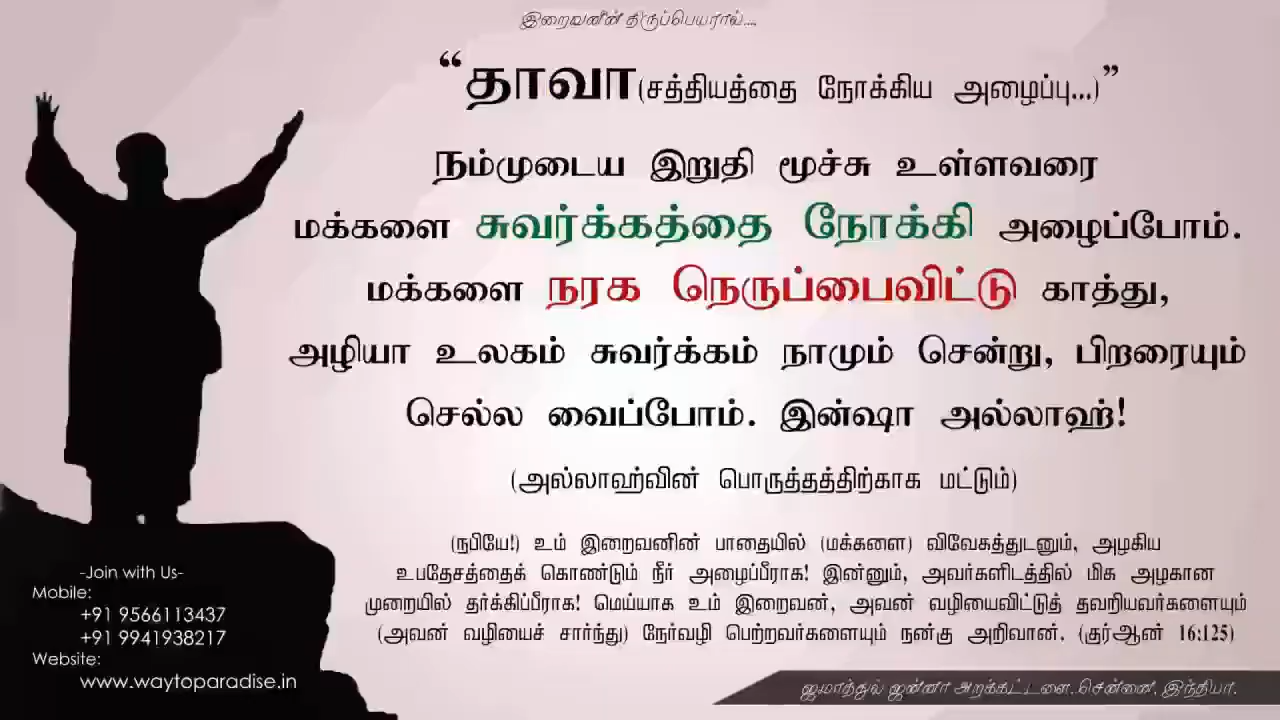 இறைவனின் திருப்பெயரால்....
“தாவா(சத்தியத்தை நோக்கிய அழைப்பு...)”
நம்முடைய இறுதி மூச்சு உள்ளவரை
மக்களை சுவர்க்கத்தை நோக்கி அழைப்போம்.
மக்களை நரக நெருப்பைவிட்டு காத்து,
அழியா உலகம் சுவர்க்கம் நாமும் சென்று, பிறரையும்
செல்ல வைப்போம். இன்ஷா அல்லாஹ்!
(அல்லாஹ்வின் பொருத்தத்திற்காக மட்டும்)
(நபியே!) உம் இறைவனின் பாதையில் (மக்களை) விவேகத்துடனும், அழகிய
உபதேசத்தைக் கொண்டும் நீர் அழைப்பீராக! இன்னும், அவர்களிடத்தில் மிக அழகான
முறையில் தர்க்கிப்பீராக! மெய்யாக உம் இறைவன், அவன் வழியைவிட்டுத் தவறியவர்களையும்
(அவன் வழியைச் சார்ந்து) நேர்வழி பெற்றவர்களையும் நன்கு அறிவான். (குர்ஆன் 16:125)
-Join with Us-
Mobile:
+91 9566113437
+91 9941938217
Website:
www.waytoparadise.in
ஜமாத்துல் ஜன்னா அறக்கட்டளை, சென்னை, இந்தியா.